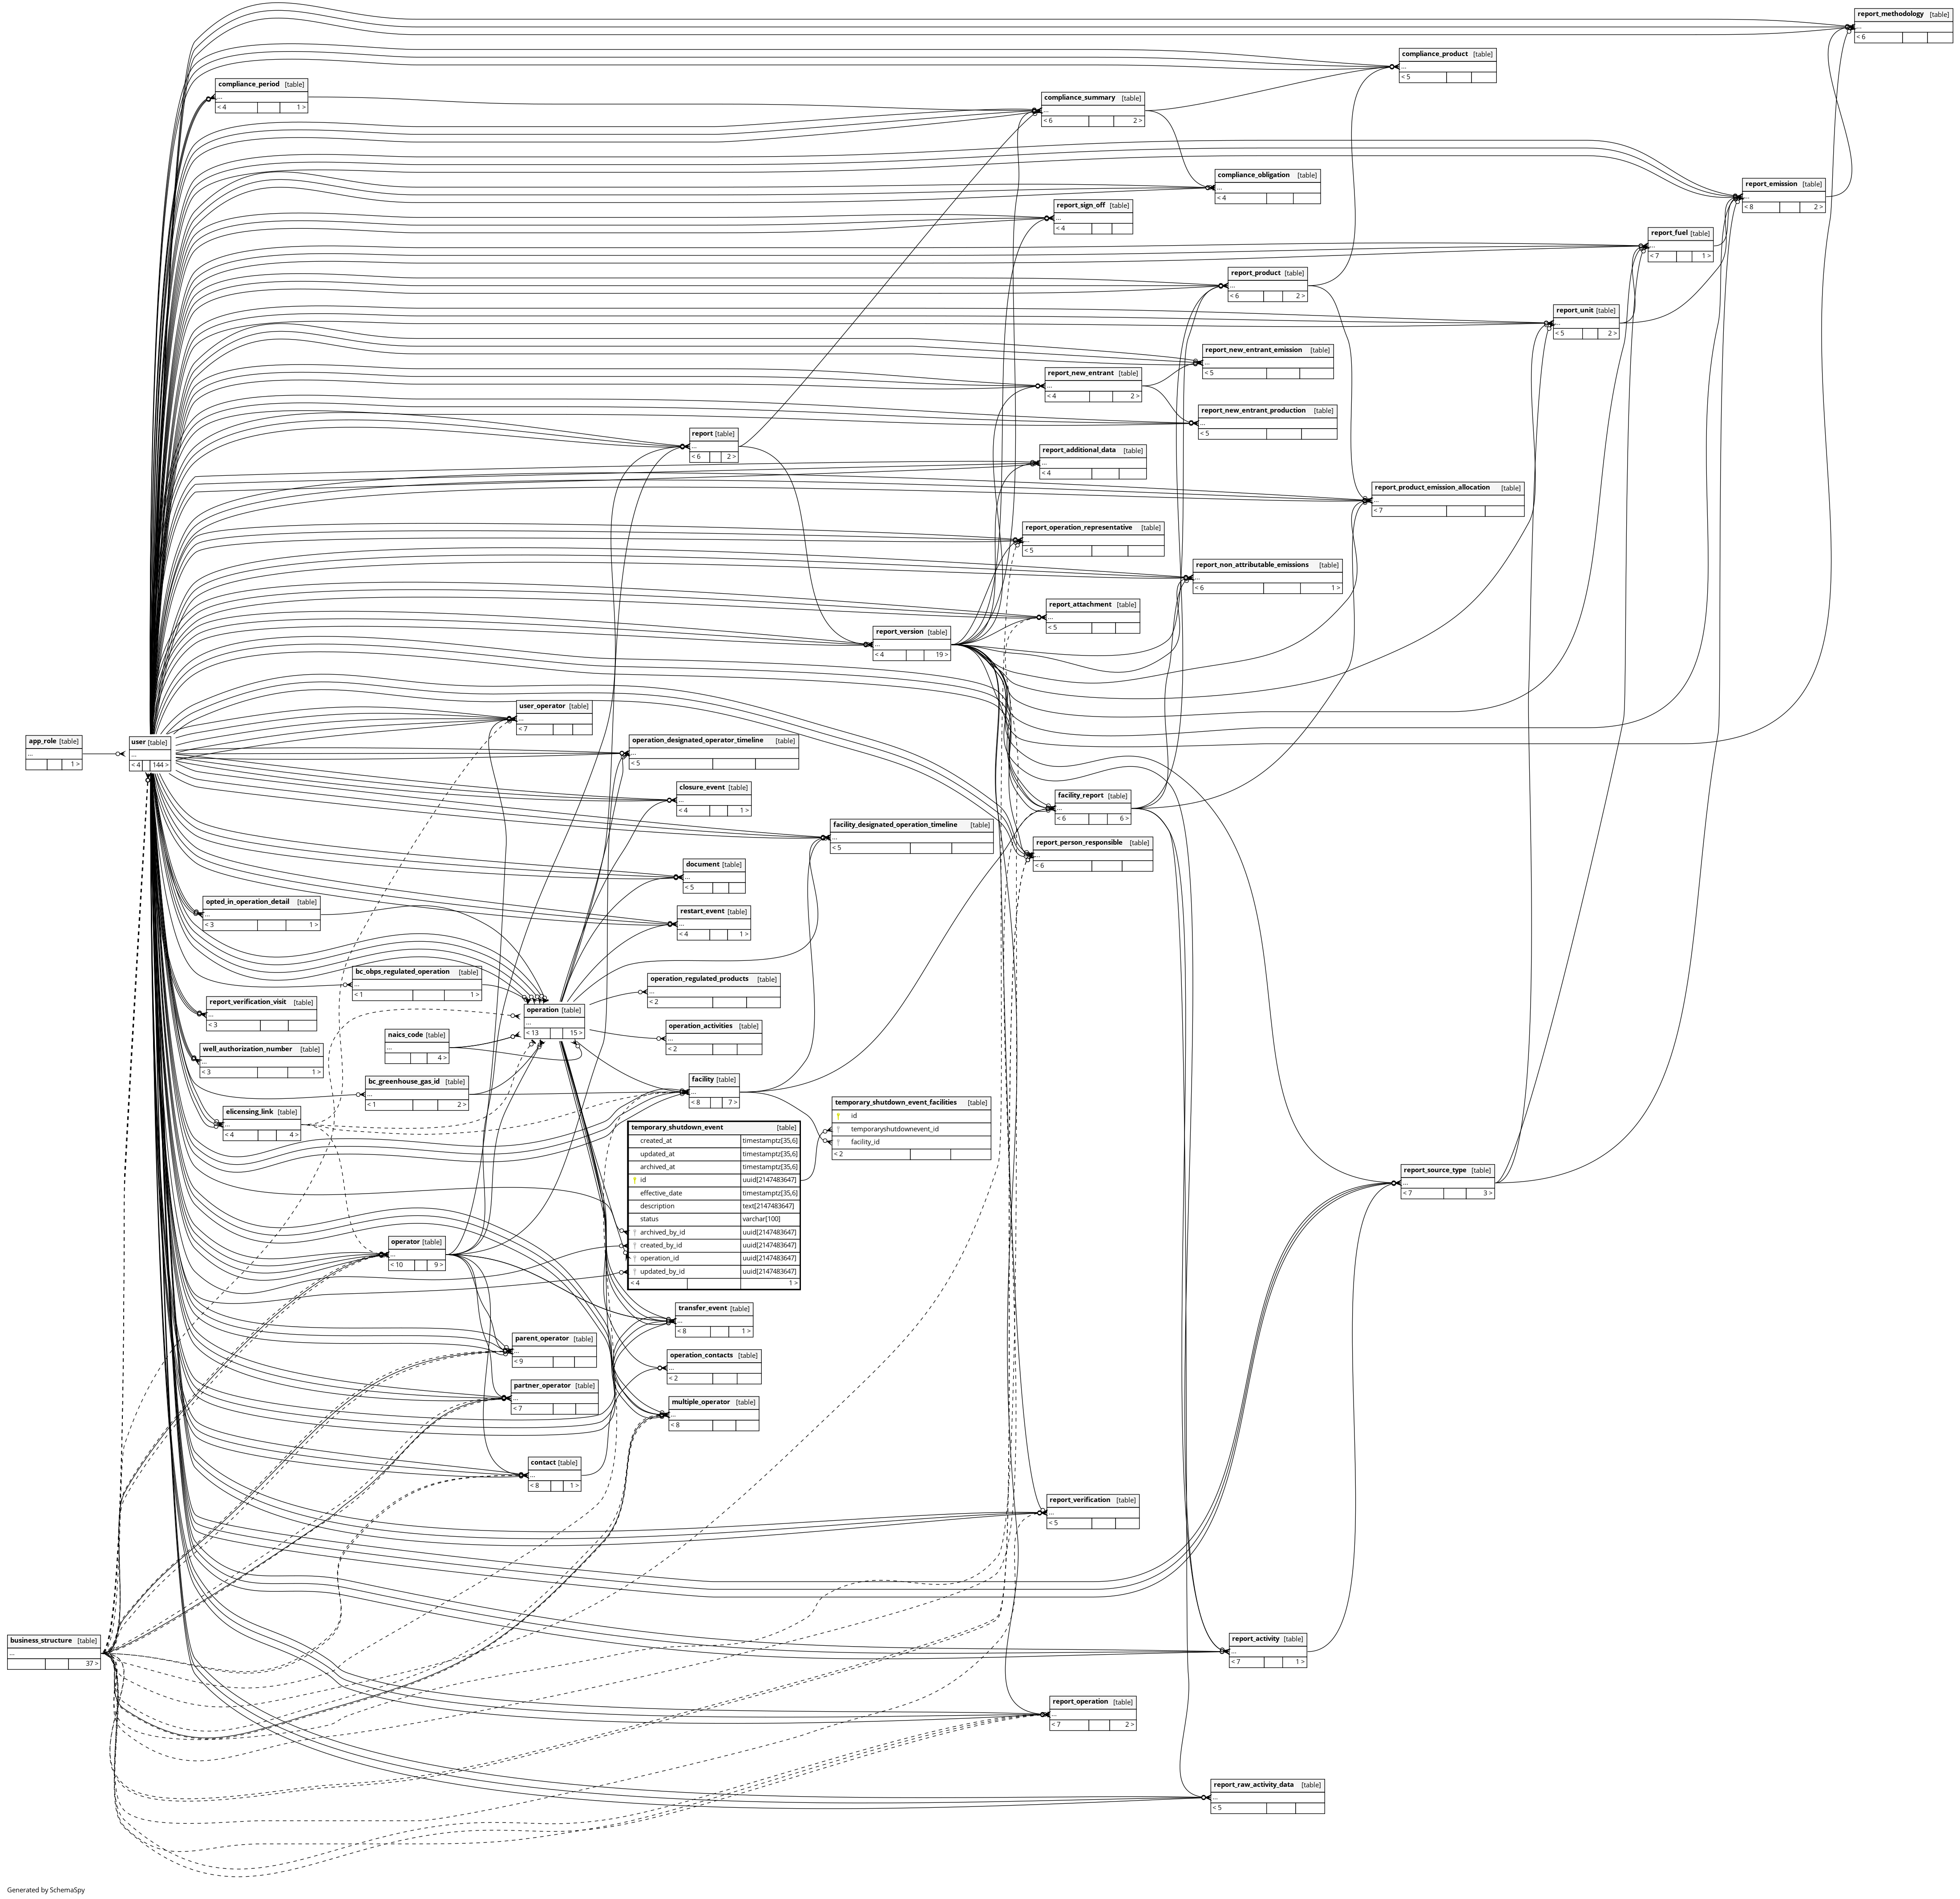 report_methodology [table]
...
< 6
compliance_product [table]
...
< 5
compliance_period [table]
...
< 4 1 >
compliance_summary [table]
...
< 6 2 >
compliance_obligation [table]
...
< 4
report_emission [table]
...
< 8 2 >
report_sign_off [table]
...
< 4
report_fuel [table]
...
< 7 1 >
report_product [table]
...
< 6 2 >
report_unit [table]
...
< 5 2 >
report_new_entrant_emission [table]
...
< 5
report_new_entrant [table]
...
< 4 2 >
report_new_entrant_production [table]
...
< 5
report [table]
...
< 6 2 >
report_additional_data [table]
...
< 4
report_product_emission_allocation [table]
...
< 7
report_operation_representative [table]
...
< 5
report_non_attributable_emissions [table]
...
< 6 1 >
report_attachment [table]
...
< 5
report_version [table]
...
< 4 19 >
user_operator [table]
...
< 7
app_role [table]
...
1 >
user [table]
...
< 4 144 >
operation_designated_operator_timeline [table]
...
< 5
closure_event [table]
...
< 4 1 >
facility_report [table]
...
< 6 6 >
facility_designated_operation_timeline [table]
...
< 5
report_person_responsible [table]
...
< 6
document [table]
...
< 5
opted_in_operation_detail [table]
...
< 3 1 >
restart_event [table]
...
< 4 1 >
bc_obps_regulated_operation [table]
...
< 1 1 >
operation_regulated_products [table]
...
< 2
report_verification_visit [table]
...
< 3
operation [table]
...
< 13 15 >
operation_activities [table]
...
< 2
naics_code [table]
...
4 >
well_authorization_number [table]
...
< 3 1 >
bc_greenhouse_gas_id [table]
...
< 1 2 >
facility [table]
...
< 8 7 >
elicensing_link [table]
...
< 4 4 >
temporary_shutdown_event_facilities [table]
id
temporaryshutdownevent_id
facility_id
< 2
temporary_shutdown_event [table]
created_at timestamptz[35,6]
updated_at timestamptz[35,6]
archived_at timestamptz[35,6]
id uuid[2147483647]
effective_date timestamptz[35,6]
description text[2147483647]
status varchar[100]
archived_by_id uuid[2147483647]
created_by_id uuid[2147483647]
operation_id uuid[2147483647]
updated_by_id uuid[2147483647]
< 4 1 >
report_source_type [table]
...
< 7 3 >
operator [table]
...
< 10 9 >
transfer_event [table]
...
< 8 1 >
parent_operator [table]
...
< 9
operation_contacts [table]
...
< 2
partner_operator [table]
...
< 7
multiple_operator [table]
...
< 8
contact [table]
...
< 8 1 >
report_verification [table]
...
< 5
business_structure [table]
...
37 >
report_activity [table]
...
< 7 1 >
report_operation [table]
...
< 7 2 >
report_raw_activity_data [table]
...
< 5
Generated by SchemaSpy